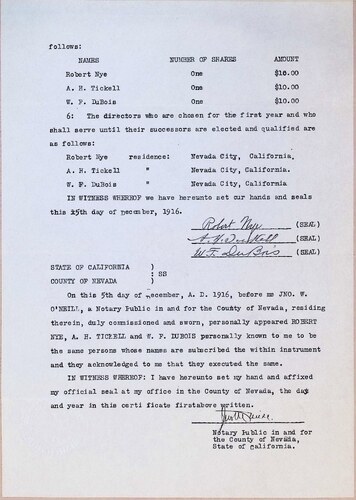 follows:
NAMES NUMBER OF SHARES AMOUNT
Robert Nye One $10.00
A. H. Tickell One $10.00
W. F. DuBois One $10.00
6: The directors who are chosen for the first year and who
shall serve until their successors are elected and qualified are
as follows:
Robert Nye residence: Nevada City, California.
A. H. Tickell " Nevada City, California.
W. F. DuBois " Nevada City, California
IN WITNESS WHEREOF we have hereunto set our hands and seals
this 5th day of December, 1916.
Robert Nye (SEAL)
A. H. Tickell (SEAL)
W. F. DuBois (SEAL)
STATE OF CALIFORNIA )
: SS
COUNTY OF NEVADA )
On this 5th day of December, A. D. 1916, before me JNO. W.
O'NEILL, a Notary Public in and for the County of Nevada, residing
therein, duly commissioned and sworn, personally appeared ROBERT
NYE, A. H. TICKELL and W. F. DUBOIS personally known to me to be
the same persons whose names are subscribed the within instrument
and they acknowledged to me that they executed the same.
IN WITNESS WHEREOF: I have hereunto set my hand and affixed
my official seal at my office in the County of Nevada, the day
and year in this certificate firstabove written.
Notary Public in and for
the County of Nevada,
State of California.